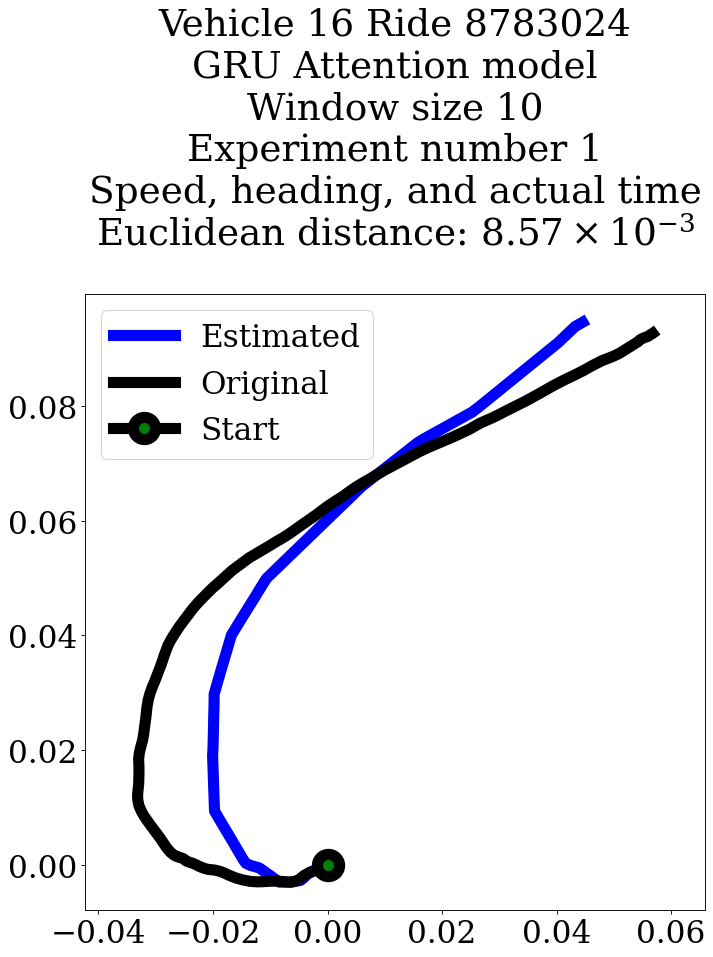 Vehicle 16 Ride 8783024
GRU Attention model
Window size 10
Experiment number 1
Speed, heading, and actual time
Euclidean distance: 8.57 × 10⁻³
Estimated
Original
Start
0.08
0.06
0.04
0.02
0.00
−0.04 −0.02 0.00 0.02 0.04 0.06